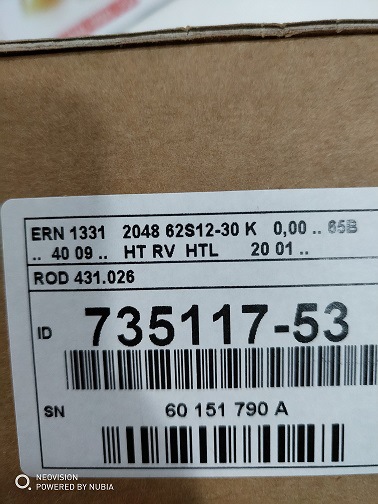 ERN 1331 2048 62S12-30 K 0,00 .. 65B
.. 40 09 .. HT RV HTL 20 01 ..
ROD 431.026
ID 735117-53
SN 60 151 790 A
NEOVISION
POWERED BY NUBIA